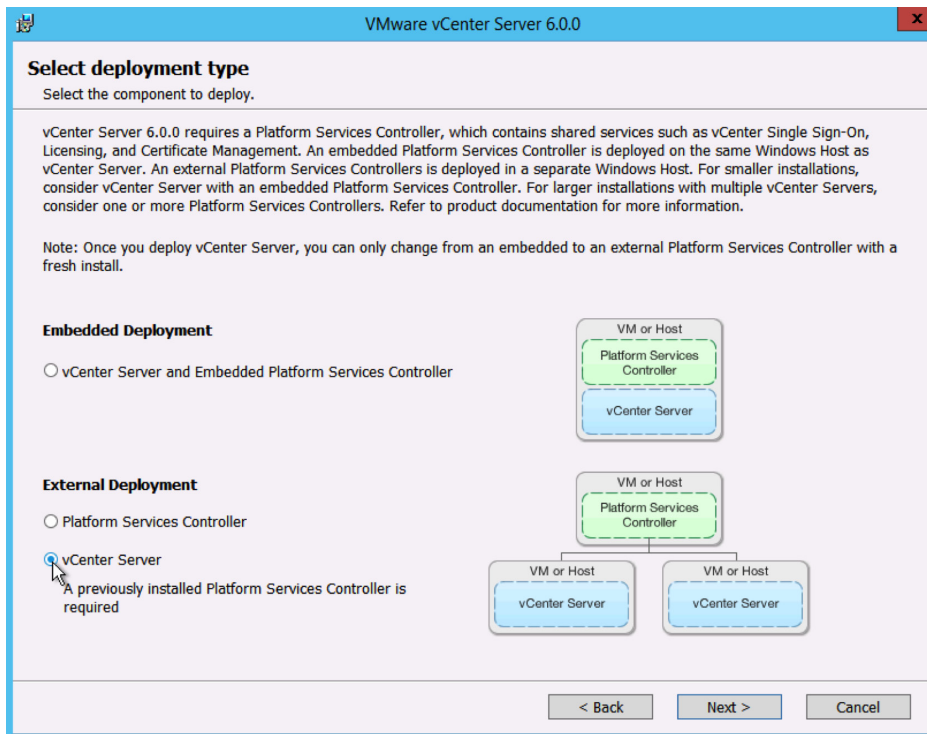 VMware vCenter Server 6.0.0
x
Select deployment type
Select the component to deploy.
vCenter Server 6.0.0 requires a Platform Services Controller, which contains shared services such as vCenter Single Sign-On,
Licensing, and Certificate Management. An embedded Platform Services Controller is deployed on the same Windows Host as
vCenter Server. An external Platform Services Controllers is deployed in a separate Windows Host. For smaller installations,
consider vCenter Server with an embedded Platform Services Controller. For larger installations with multiple vCenter Servers,
consider one or more Platform Services Controllers. Refer to product documentation for more information.
Note: Once you deploy vCenter Server, you can only change from an embedded to an external Platform Services Controller with a
fresh install.
Embedded Deployment
vCenter Server and Embedded Platform Services Controller
VM or Host
Platform Services
Controller
vCenter Server
External Deployment
Platform Services Controller
vCenter Server
A previously installed Platform Services Controller is
required
VM or Host
Platform Services
Controller
VM or Host
vCenter Server
VM or Host
vCenter Server
< Back
Next >
Cancel